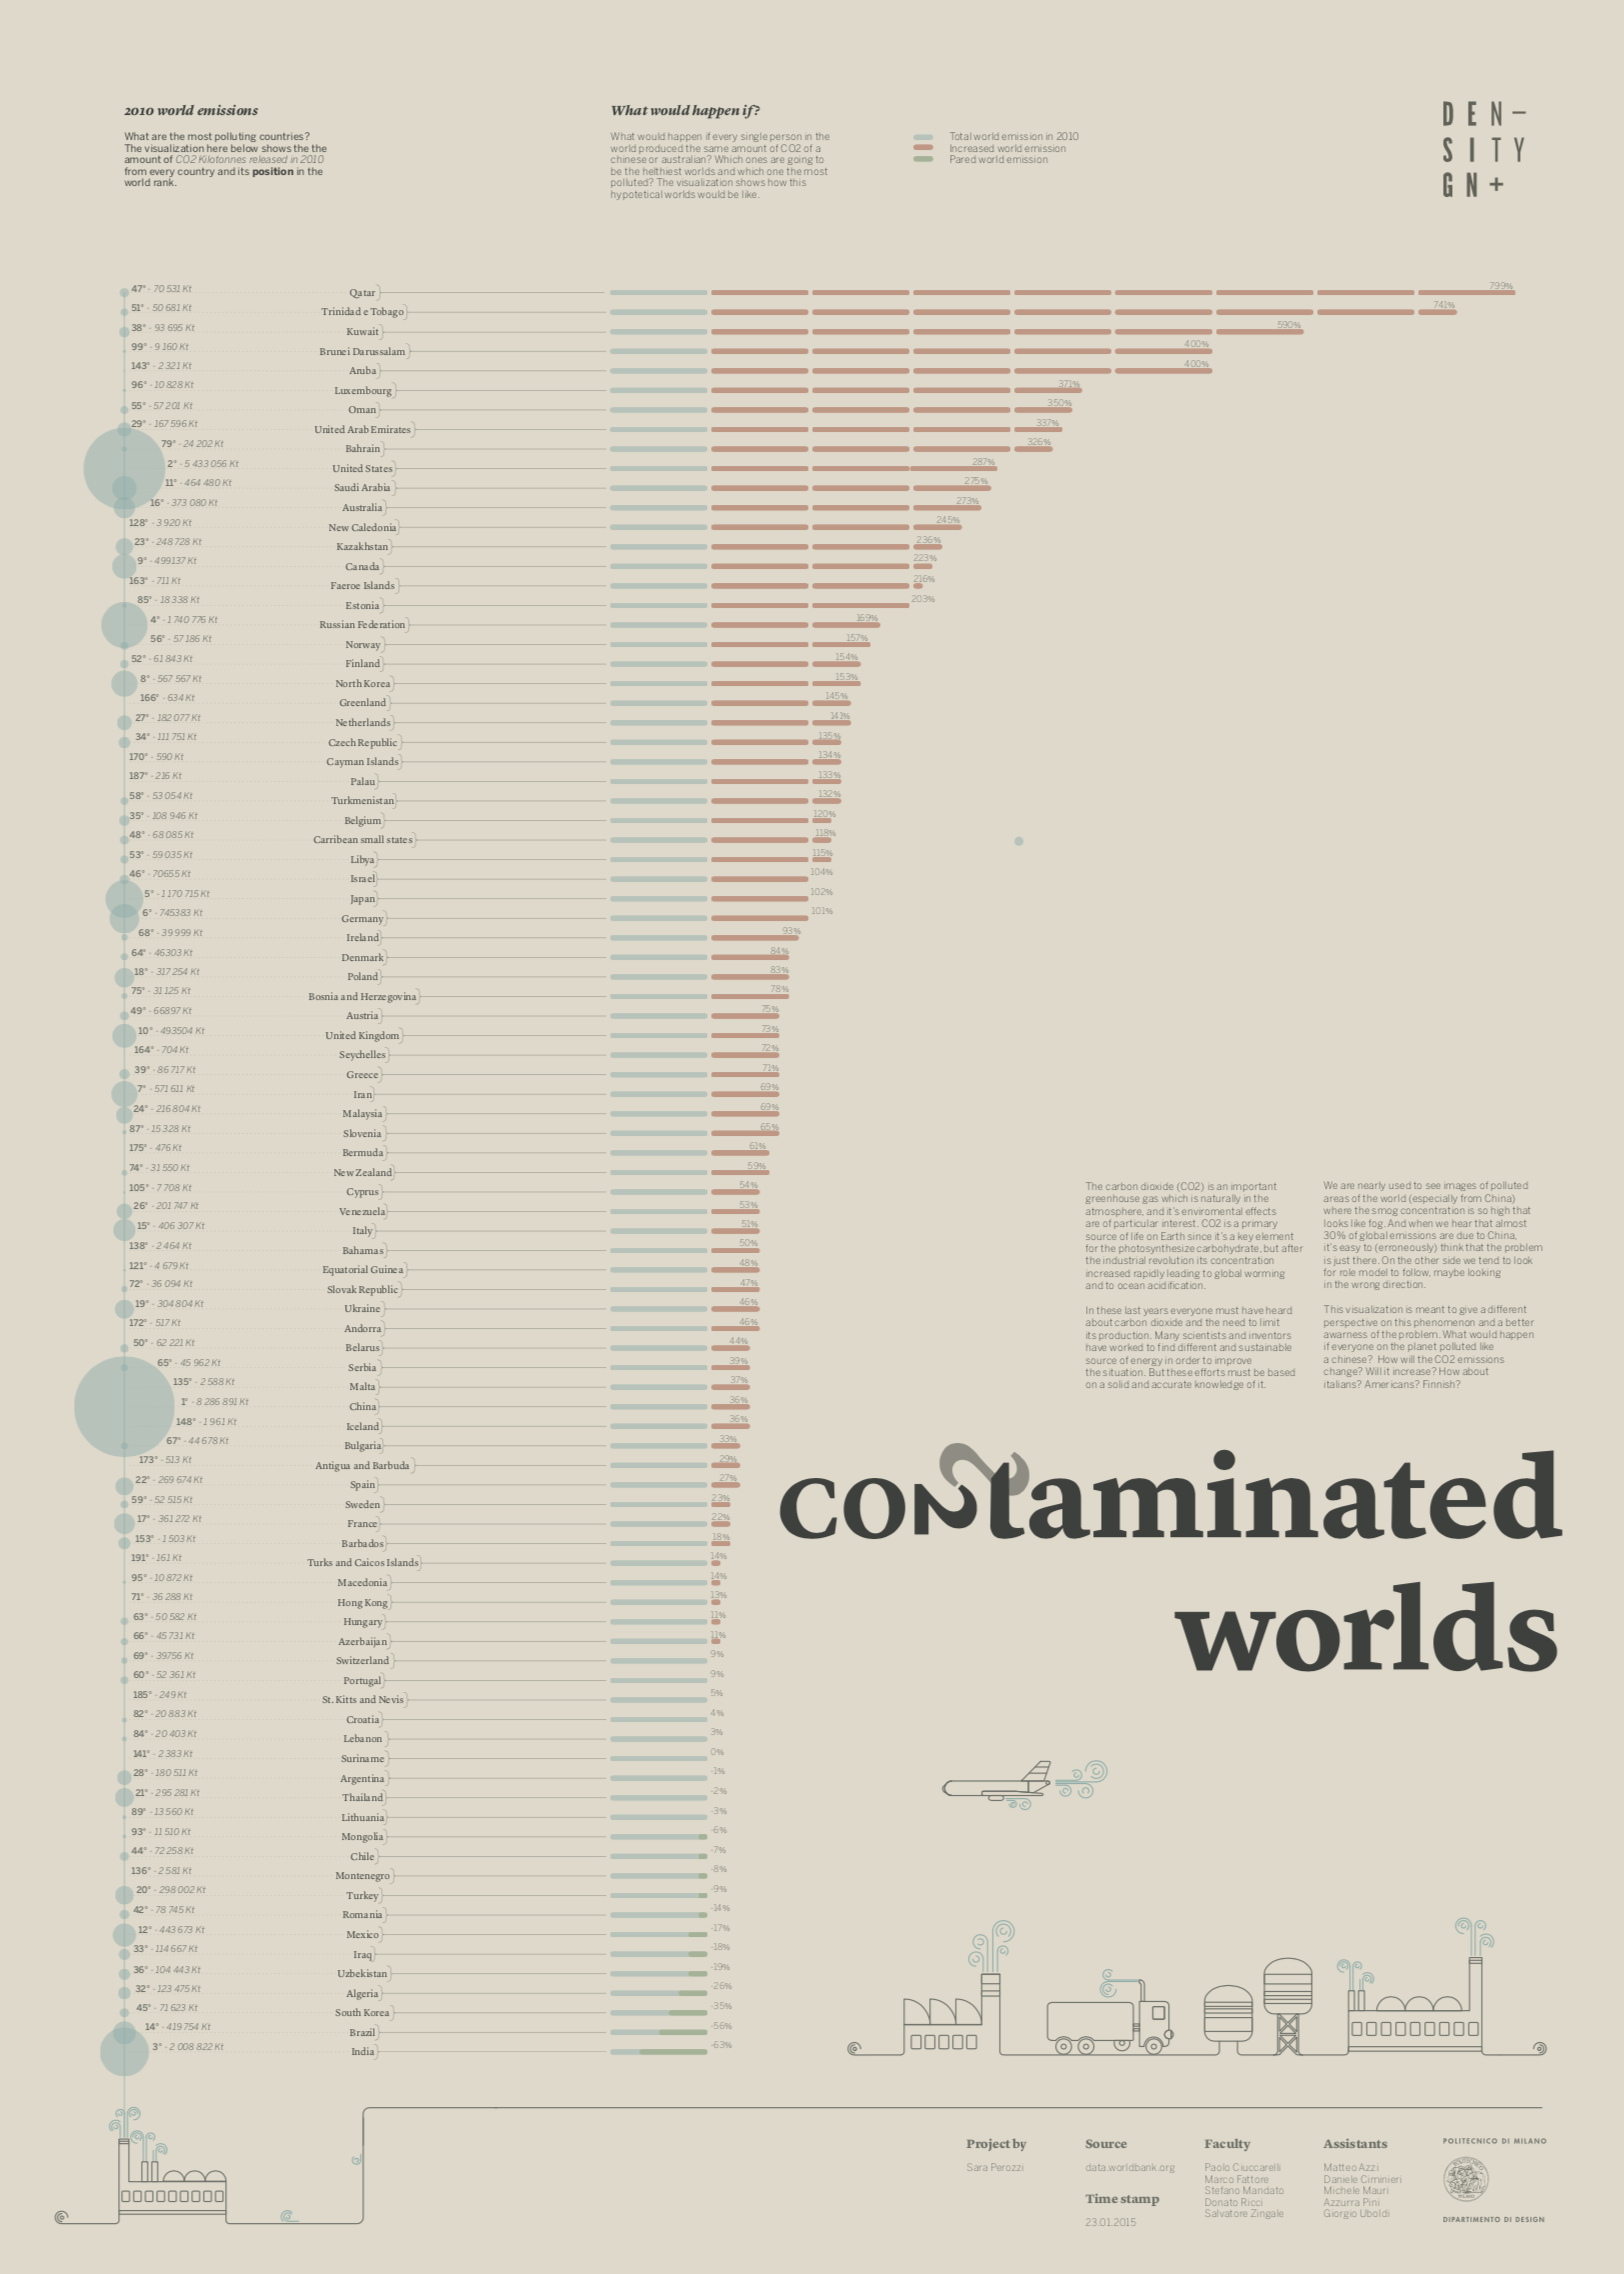 2010 world emissions
What are the most polluting countries?
The visualization here below shows the the
amount of CO2 Kilotonnes released in 2010
from every country and its position in the
world rank.
What would happen if?
What would happen if every single person in the
world produced the same amount of CO2 of a
chinese or australian? Which ones are going to
be the helthiest worlds and which one the most
polluted? The visualization shows how this
hypotetical worlds would be like.
Total world emission in 2010
Increased world emission
Pared world emission
DEN–
SITY
GN+
47° - 70 531 Kt Qatar 799%
51° - 50 681 Kt Trinidad e Tobago 741%
38° - 93 695 Kt Kuwait 590%
99° - 9 160 Kt Brunei Darussalam 400%
143° - 2 321 Kt Aruba 400%
96° - 10 828 Kt Luxembourg 371%
55° - 57 201 Kt Oman 350%
29° - 167 596 Kt United Arab Emirates 337%
79° - 24 202 Kt Bahrain 326%
2° - 5 433 056 Kt United States 287%
11° - 464 480 Kt Saudi Arabia 275%
16° - 373 080 Kt Australia 273%
128° - 3 920 Kt New Caledonia 245%
23° - 248 728 Kt Kazakhstan 236%
9° - 499137 Kt Canada 223%
163° - 711 Kt Faeroe Islands 216%
85° - 18 338 Kt Estonia 203%
4° - 1 740 776 Kt Russian Federation 169%
56° - 57 186 Kt Norway 157%
52° - 61 843 Kt Finland 154%
8° - 567 567 Kt North Korea 153%
166° - 634 Kt Greenland 145%
27° - 182 077 Kt Netherlands 141%
34° - 111 751 Kt Czech Republic 135%
170° - 590 Kt Cayman Islands 134%
187° - 216 Kt Palau 133%
58° - 53 054 Kt Turkmenistan 132%
35° - 108 946 Kt Belgium 120%
48° - 68 085 Kt Carribean small states 118%
53° - 59 035 Kt Libya 115%
46° - 70655 Kt Israel 104%
5° - 1 170 715 Kt Japan 102%
6° - 745383 Kt Germany 101%
68° - 39 999 Kt Ireland 93%
64° - 46303 Kt Denmark 84%
18° - 317 254 Kt Poland 83%
75° - 31 125 Kt Bosnia and Herzegovina 78%
49° - 66897 Kt Austria 75%
10° - 493504 Kt United Kingdom 73%
164° - 704 Kt Seychelles 72%
39° - 86 717 Kt Greece 71%
7° - 571 611 Kt Iran 69%
24° - 216 804 Kt Malaysia 69%
87° - 15 328 Kt Slovenia 65%
175° - 476 Kt Bermuda 61%
74° - 31 550 Kt New Zealand 59%
105° - 7 708 Kt Cyprus 54%
26° - 201 747 Kt Venezuela 53%
15° - 406 307 Kt Italy 51%
138° - 2 464 Kt Bahamas 50%
121° - 4 679 Kt Equatorial Guinea 48%
72° - 36 094 Kt Slovak Republic 47%
19° - 304 804 Kt Ukraine 46%
172° - 517 Kt Andorra 46%
50° - 62 221 Kt Belarus 44%
65° - 45 962 Kt Serbia 39%
135° - 2 588 Kt Malta 37%
1° - 8 286 891 Kt China 36%
148° - 1 961 Kt Iceland 36%
67° - 44 678 Kt Bulgaria 33%
173° - 513 Kt Antigua and Barbuda 29%
22° - 269 674 Kt Spain 27%
59° - 52 515 Kt Sweden 23%
17° - 361 272 Kt France 22%
153° - 1 503 Kt Barbados 18%
191° - 161 Kt Turks and Caicos Islands 14%
95° - 10 872 Kt Macedonia 14%
71° - 36 288 Kt Hong Kong 13%
63° - 50 582 Kt Hungary 11%
66° - 45 731 Kt Azerbaijan 11%
69° - 39756 Kt Switzerland 9%
60° - 52 361 Kt Portugal 9%
185° - 249 Kt St. Kitts and Nevis 5%
82° - 20 883 Kt Croatia 4%
84° - 20 403 Kt Lebanon 3%
141° - 2 383 Kt Suriname 0%
28° - 180 511 Kt Argentina -1%
21° - 295 281 Kt Thailand -2%
89° - 13 560 Kt Lithuania -3%
93° - 11 510 Kt Mongolia -6%
44° - 72 258 Kt Chile -7%
136° - 2 581 Kt Montenegro -8%
20° - 298 002 Kt Turkey -9%
42° - 78 745 Kt Romania -14%
12° - 443 673 Kt Mexico -17%
33° - 114 667 Kt Iraq -18%
36° - 104 443 Kt Uzbekistan -19%
32° - 123 475 Kt Algeria -26%
45° - 71 623 Kt South Korea -35%
14° - 419 754 Kt Brazil -56%
3° - 2 008 822 Kt India -63%
The carbon dioxide (CO2) is an important
greenhouse gas which is naturally in the
atmosphere, and it's enviromental effects
are of particular interest. CO2 is a primary
source of life on Earth since it's a key element
for the photosynthesize carbohydrate, but after
the industrial revolution its concentration
increased rapidly leading to global worming
and to ocean acidification.
In these last years everyone must have heard
about carbon dioxide and the need to limit
its production. Many scientists and inventors
have worked to find different and sustainable
source of energy in order to improve
the situation. But these efforts must be based
on a solid and accurate knowledge of it.
We are nearly used to see images of polluted
areas of the world (especially from China)
where the smog concentration is so high that
looks like fog. And when we hear that almost
30% of global emissions are due to China,
it's easy to (erroneously) think that the problem
is just there. On the other side we tend to look
for role model to follow, maybe looking
in the wrong direction.
This visualization is meant to give a different
perspective on this phenomenon and a better
awarness of the problem. What would happen
if everyone on the planet polluted like
a chinese? How will the CO2 emissions
change? Will it increase? How about
italians? Americans? Finnish?
contaminated
worlds
Project by
Sara Perozzi
Source
data.worldbank.org
Time stamp
23.01.2015
Faculty
Paolo Ciuccarelli
Marco Fattore
Stefano Mandato
Donato Ricci
Salvatore Zingale
Assistants
Matteo Azzi
Daniele Ciminieri
Michele Mauri
Azzurra Pini
Giorgio Uboldi
POLITECNICO DI MILANO
DIPARTIMENTO DI DESIGN